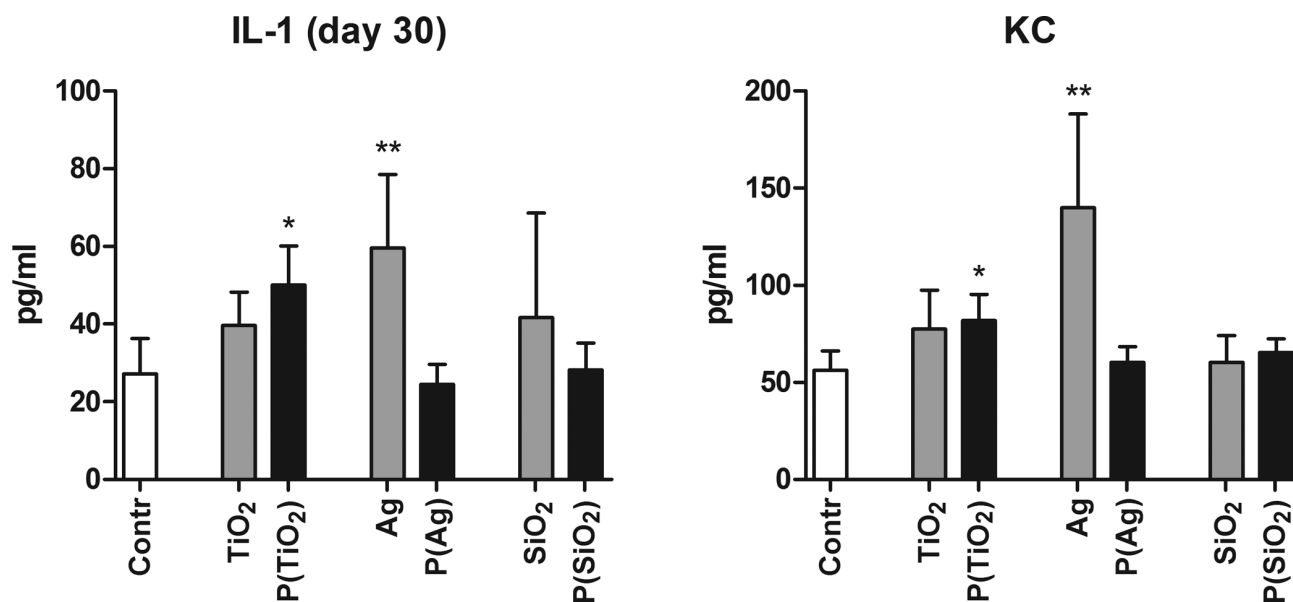 IL-1 (day 30)
pg/ml
100
80
60
40
20
0
*
**
Contr
TiO₂
P(TiO₂)
Ag
P(Ag)
SiO₂
P(SiO₂)
KC
pg/ml
200
150
100
50
0
*
**
Contr
TiO₂
P(TiO₂)
Ag
P(Ag)
SiO₂
P(SiO₂)